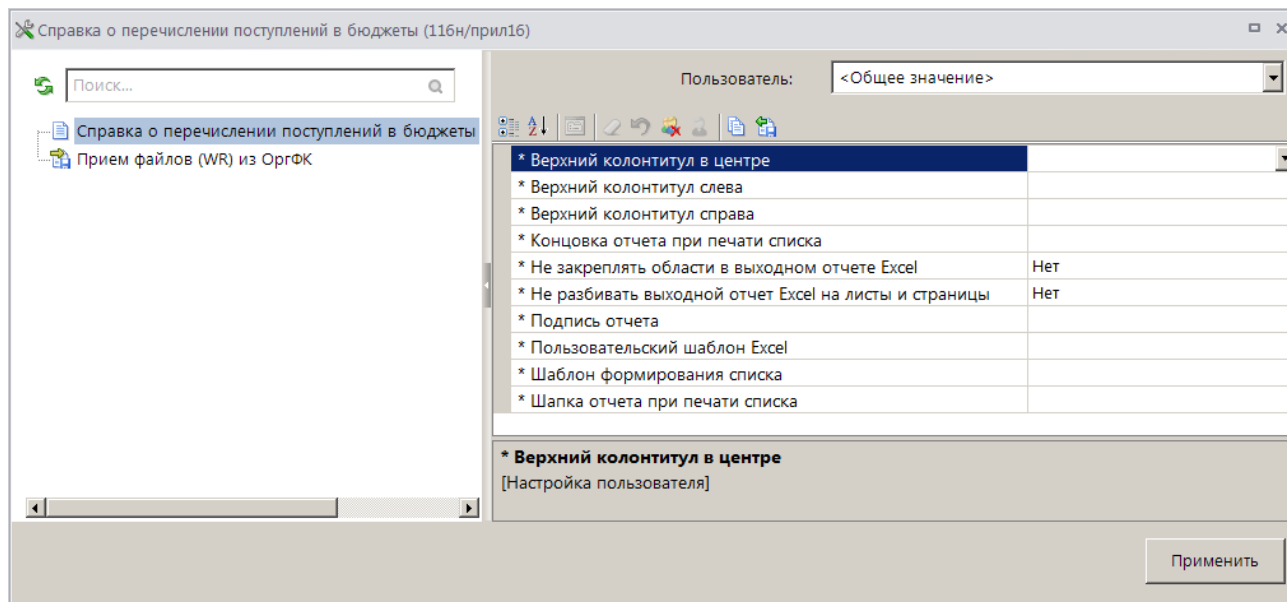 Справка о перечислении поступлений в бюджеты (116н/прил16)
Поиск...
Справка о перечислении поступлений в бюджеты
Прием файлов (WR) из ОргФК
Пользователь: <Общее значение>
* Верхний колонтитул в центре
* Верхний колонтитул слева
* Верхний колонтитул справа
* Концовка отчета при печати списка
* Не закреплять области в выходном отчете Excel Нет
* Не разбивать выходной отчет Excel на листы и страницы Нет
* Подпись отчета
* Пользовательский шаблон Excel
* Шаблон формирования списка
* Шапка отчета при печати списка
* Верхний колонтитул в центре
[Настройка пользователя]
Применить